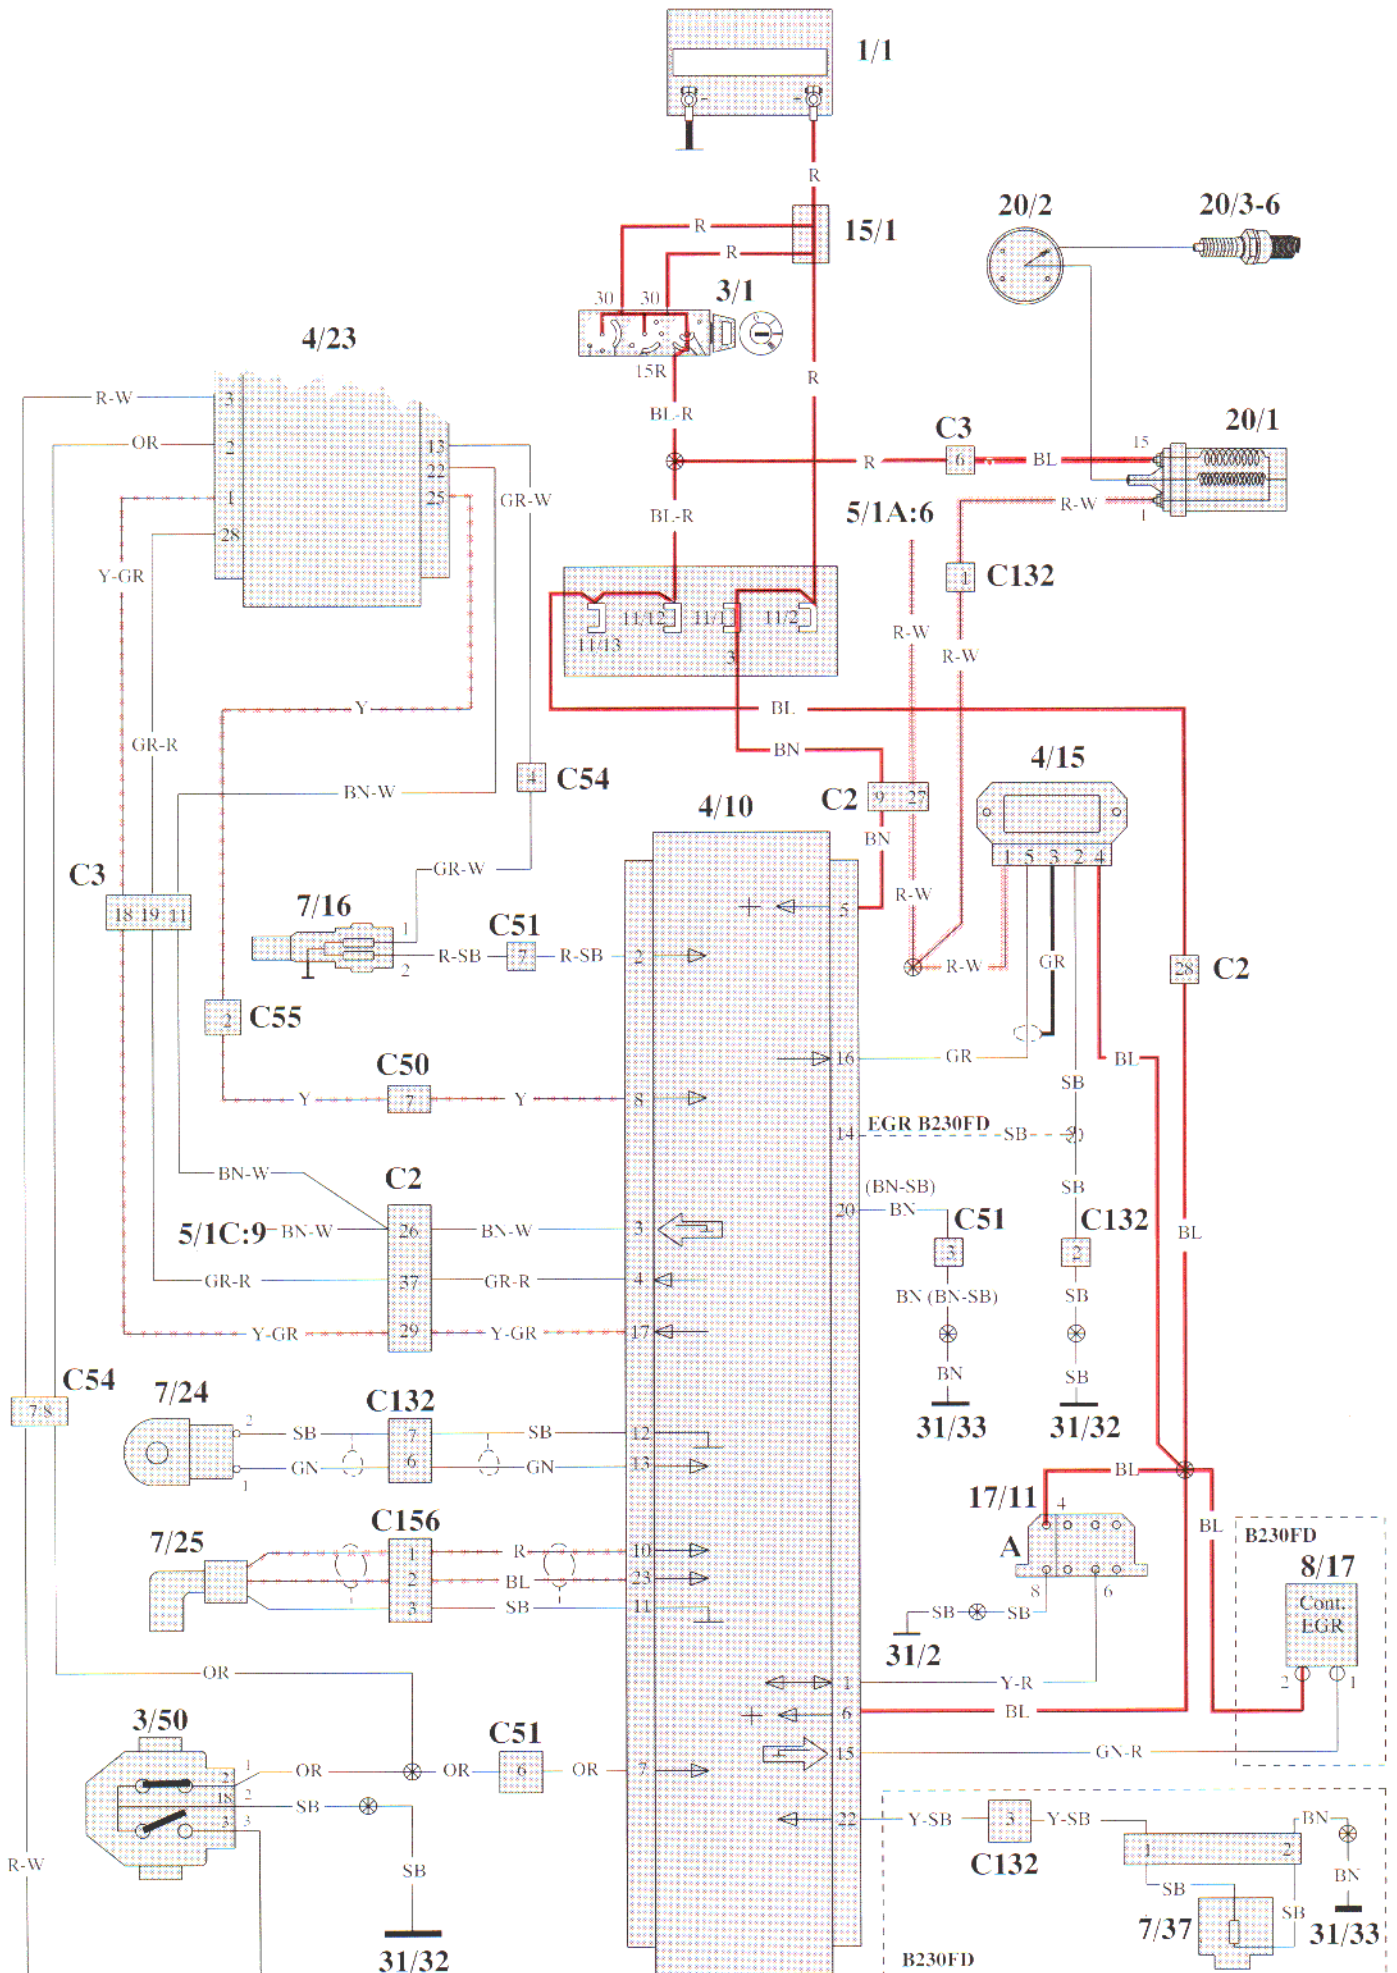 1/1
R
20/2
20/3-6
R
15/1
R
30
30
3/1
4/23
15R
R
R-W
3
BL-R
OR
2
13
C3
15
20/1
22
R
6
BL
1
25
GR-W
BL-R
5/1A:6
R-W
1
28
Y-GR
1
C132
11/12
11/1
11/2
11/13
R-W
3
R-W
Y
BL
GR-R
BN
4/15
4
C54
BN-W
C2
9
27
4/10
BN
1
5
3
2
4
GR-W
C3
R-W
18
19
11
7/16
1
5
C51
R-SB
7
R-SB
2
2
R-W
GR
28
C2
2
C55
C50
16
GR
BL
SB
Y
7
Y
8
14
EGR B230FD
SB
BN-W
C2
(BN-SB)
SB
20
BN
C51
C132
5/1C:9
BN-W
26
BN-W
3
3
2
BL
GR-R
37
GR-R
4
BN (BN-SB)
SB
Y-GR
29
Y-GR
17
BN
SB
C54
7/24
C132
7
8
2
SB
7
SB
12
31/33
31/32
GN
6
GN
13
BL
1
17/11
4
C156
BL
B230FD
7/25
1
R
10
A
8/17
2
BL
23
Cont.
EGR
3
SB
11
8
6
SB
SB
31/2
OR
2
1
1
Y-R
3/50
C51
6
BL
1
OR
OR
6
OR
7
15
GN-R
2
18
2
SB
3
3
22
Y-SB
3
Y-SB
BN
C132
1
2
R-W
SB
SB
BN
SB
7/37
31/33
31/32
B230FD